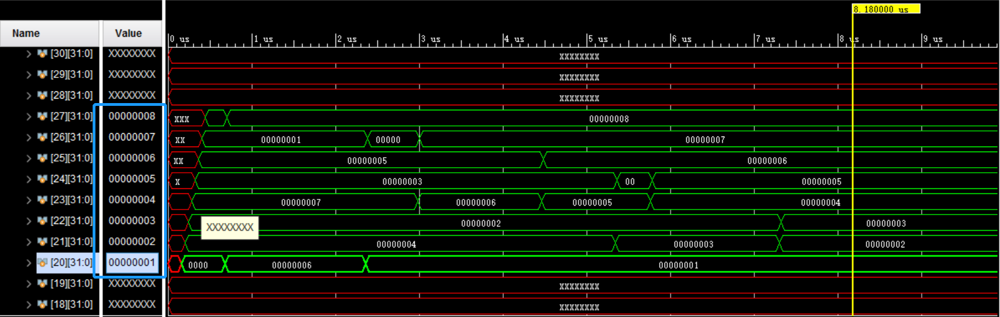 8.180000 us
Name Value 0 us 1 us 2 us 3 us 4 us 5 us 6 us 7 us 8 us 9 us
[30][31:0] XXXXXXXX XXXXXXXX
[29][31:0] XXXXXXXX XXXXXXXX
[28][31:0] XXXXXXXX XXXXXXXX
[27][31:0] 00000008 XXX 00000008
[26][31:0] 00000007 XX 00000001 00000 00000007
[25][31:0] 00000006 XX 00000005 00000006
[24][31:0] 00000005 X 00000003 00 00000005
[23][31:0] 00000004 00000007 00000006 00000005 00000004
[22][31:0] 00000003 XXXXXXXX 00000002 00000003
[21][31:0] 00000002 00000004 00000003 00000002
[20][31:0] 00000001 0000 00000006 00000001
[19][31:0] XXXXXXXX XXXXXXXX
[18][31:0] XXXXXXXX XXXXXXXX